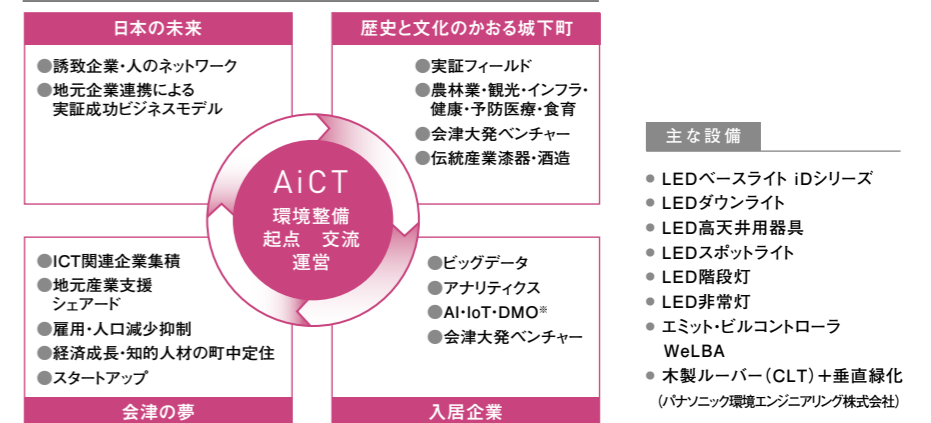 日本の未来
●誘致企業・人のネットワーク
●地元企業連携による
実証成功ビジネスモデル
歴史と文化のかおる城下町
●実証フィールド
●農林業・観光・インフラ・
健康・予防医療・食育
●会津大発ベンチャー
●伝統産業漆器・酒造
AiCT
環境整備
起点 交流
運営
●ICT関連企業集積
●地元産業支援
シェアード
●雇用・人口減少抑制
●経済成長・知的人材の町中定住
●スタートアップ
会津の夢
●ビッグデータ
●アナリティクス
●AI・IoT・DMO※
●会津大発ベンチャー
入居企業
主な設備
● LEDベースライト iDシリーズ
● LEDダウンライト
● LED高天井用器具
● LEDスポットライト
● LED階段灯
● LED非常灯
● エミット・ビルコントローラ
WeLBA
● 木製ルーバー（CLT）＋垂直緑化
（パナソニック環境エンジニアリング株式会社）